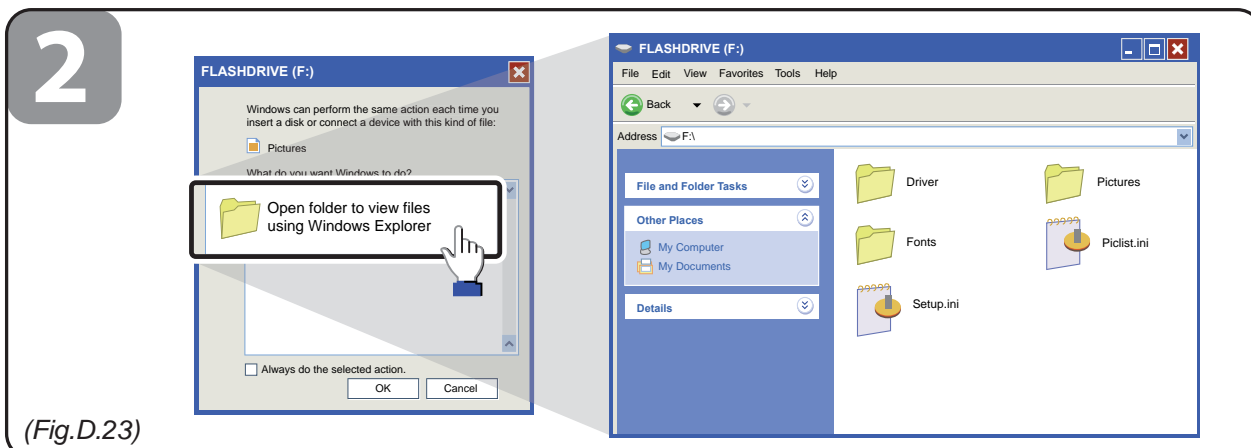 2
FLASHDRIVE (F:)
Windows can perform the same action each time you
insert a disk or connect a device with this kind of file:
Pictures
What do you want Windows to do?
Open folder to view files
using Windows Explorer
Always do the selected action.
OK Cancel
FLASHDRIVE (F:)
File Edit View Favorites Tools Help
Back
Address F:\
File and Folder Tasks
Other Places
My Computer
My Documents
Details
Driver Pictures
Fonts Piclist.ini
Setup.ini
(Fig.D.23)